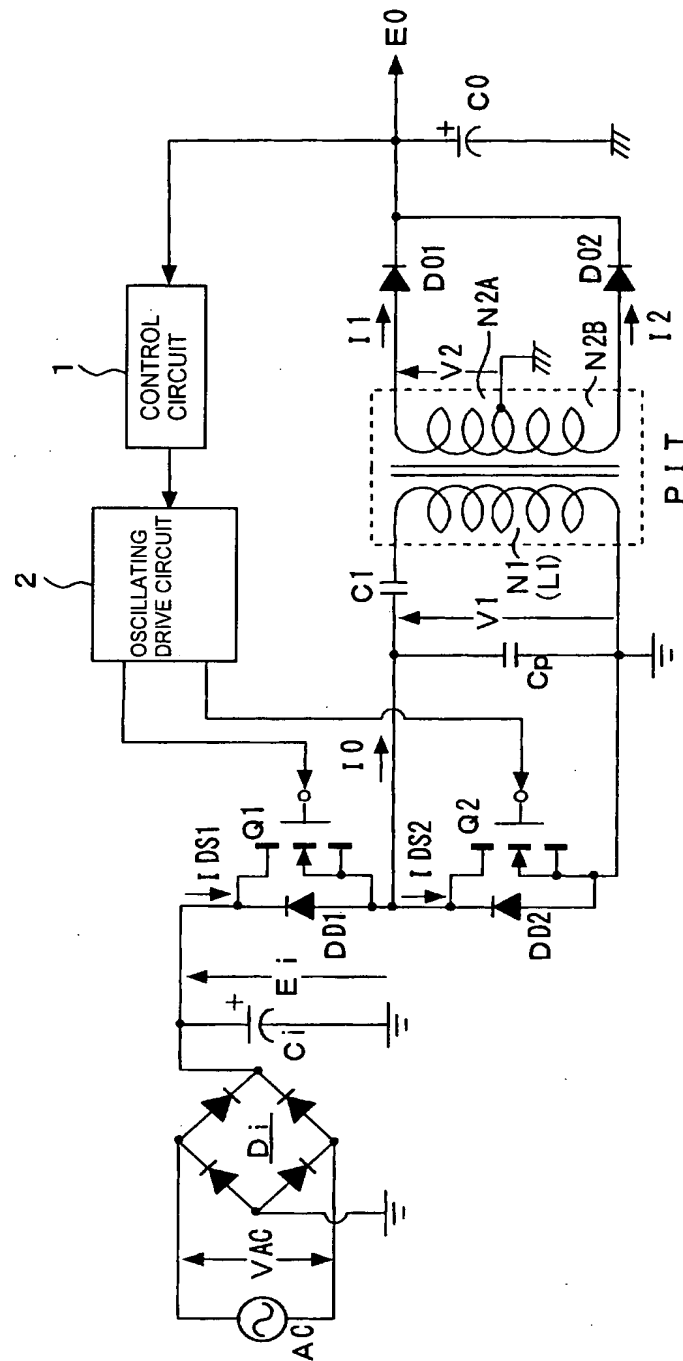 AC
VAC
Di
Ci
Ei
IDS1
Q1
DD1
IDS2
Q2
DD2
I0
2
OSCILLATING
DRIVE CIRCUIT
1
CONTROL
CIRCUIT
Cp
V1
C1
N1
(L1)
PIT
V2
N2A
N2B
I1
I2
D01
D02
C0
E0